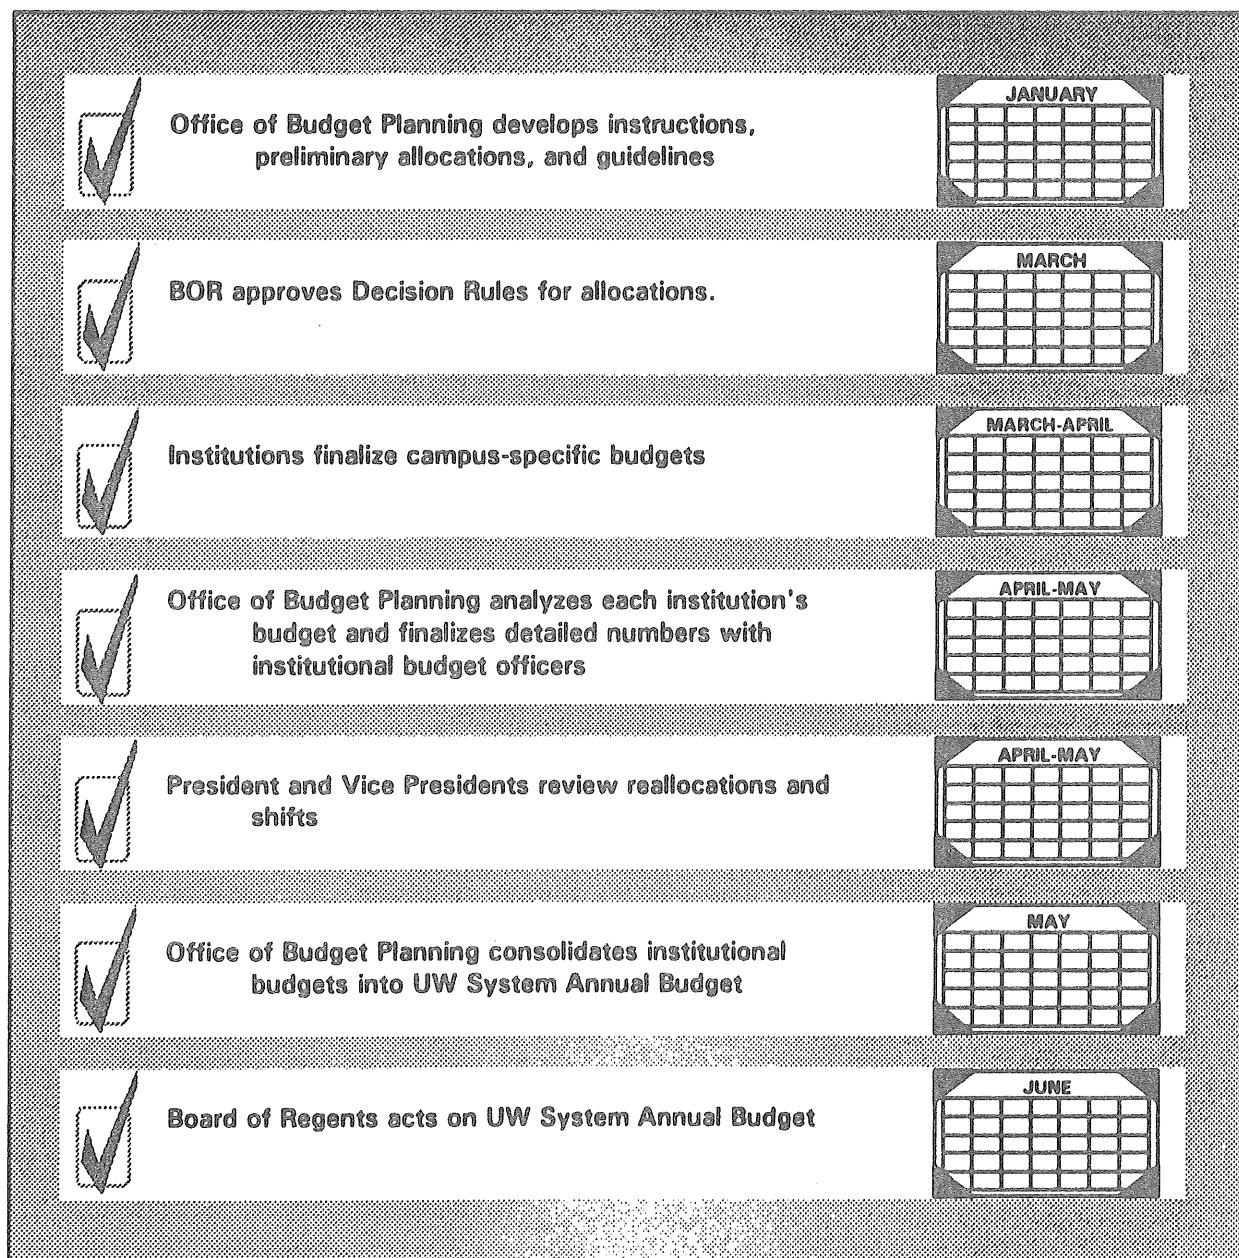 JANUARY
Office of Budget Planning develops instructions,
preliminary allocations, and guidelines
MARCH
BOR approves Decision Rules for allocations.
MARCH-APRIL
Institutions finalize campus-specific budgets
APRIL-MAY
Office of Budget Planning analyzes each institution's
budget and finalizes detailed numbers with
institutional budget officers
APRIL-MAY
President and Vice Presidents review reallocations and
shifts
MAY
Office of Budget Planning consolidates institutional
budgets into UW System Annual Budget
JUNE
Board of Regents acts on UW System Annual Budget